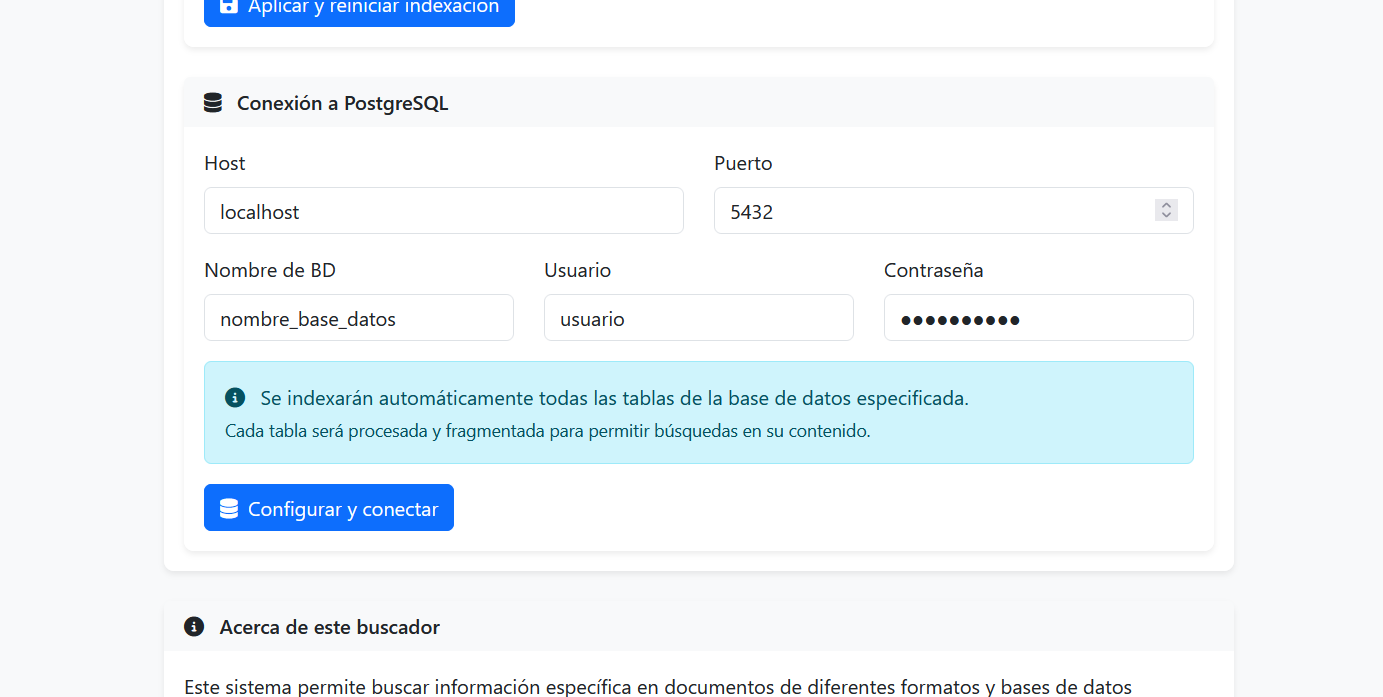 Aplicar y reiniciar indexación
Conexión a PostgreSQL
Host
Puerto
localhost
5432
Nombre de BD
Usuario
Contraseña
nombre_base_datos
usuario
●●●●●●●●●●
Se indexarán automáticamente todas las tablas de la base de datos especificada.
Cada tabla será procesada y fragmentada para permitir búsquedas en su contenido.
Configurar y conectar
Acerca de este buscador
Este sistema permite buscar información específica en documentos de diferentes formatos y bases de datos